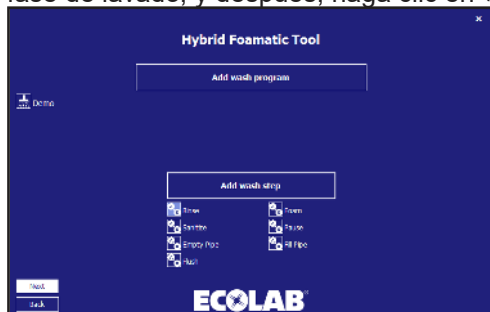 fase de lavado, y después, haga clic en
×
Hybrid Foamatic Tool
Add wash program
Demo
Add wash step
Rinse
Foam
Sanitize
Pause
Empty Pipe
Fill Pipe
Flush
Next
Back
ECOLAB®